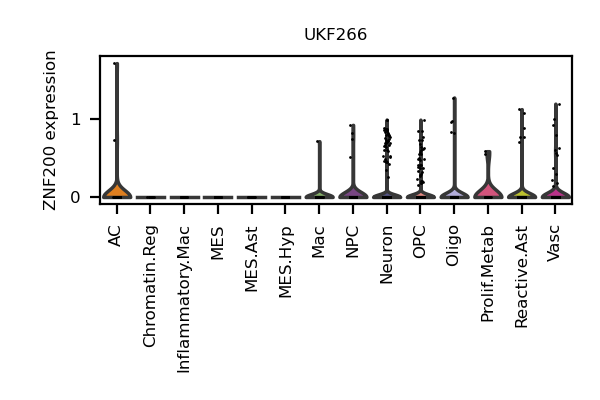 UKF266
ZNF200 expression
1
0
AC
Chromatin.Reg
Inflammatory.Mac
MES
MES.Ast
MES.Hyp
Mac
NPC
Neuron
OPC
Oligo
Prolif.Metab
Reactive.Ast
Vasc